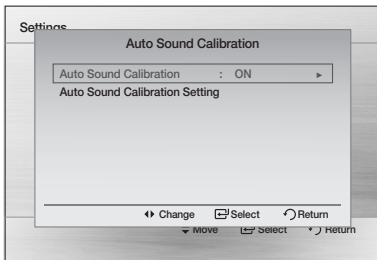 Settings
Auto Sound Calibration
Auto Sound Calibration : ON
Auto Sound Calibration Setting
Change Select Return
Move Select Return